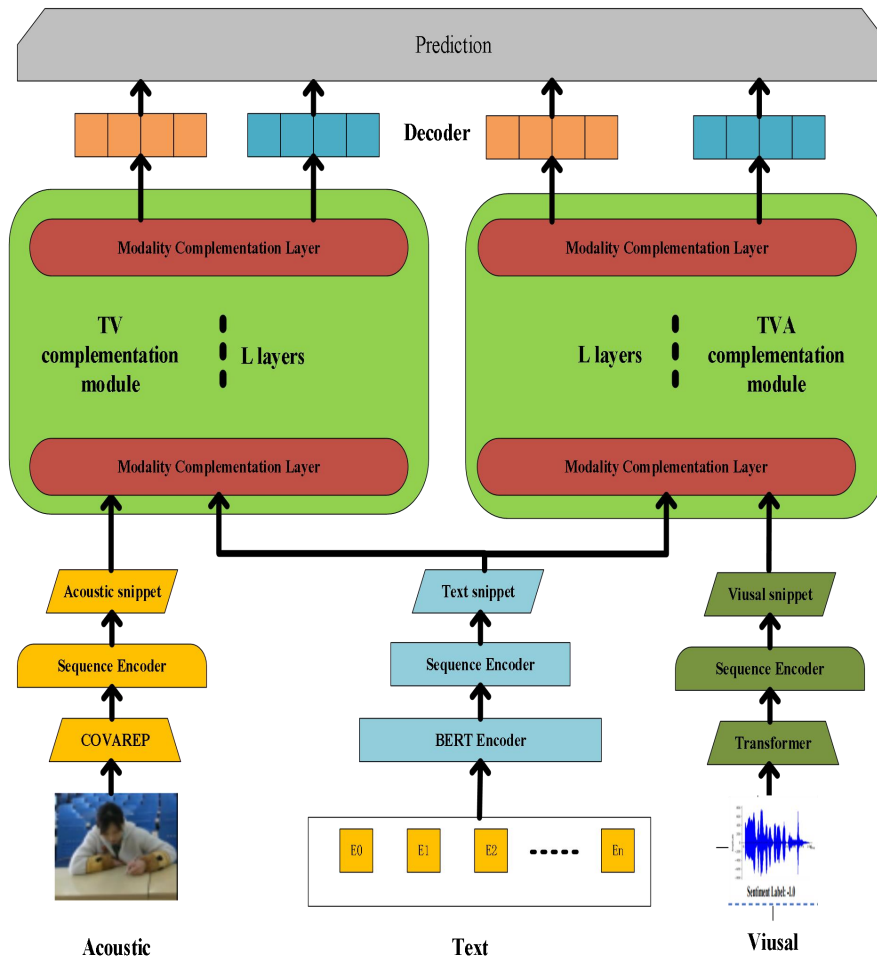 Prediction
Decoder
Modality Complementation Layer
Modality Complementation Layer
TV
complementation
module
L layers
L layers
TVA
complementation
module
Modality Complementation Layer
Modality Complementation Layer
Acoustic snippet
Text snippet
Viusal snippet
Sequence Encoder
Sequence Encoder
Sequence Encoder
COVAREP
BERT Encoder
Transformer
E0
E1
E2
En
Sentiment Label: -1.0
Acoustic
Text
Viusal